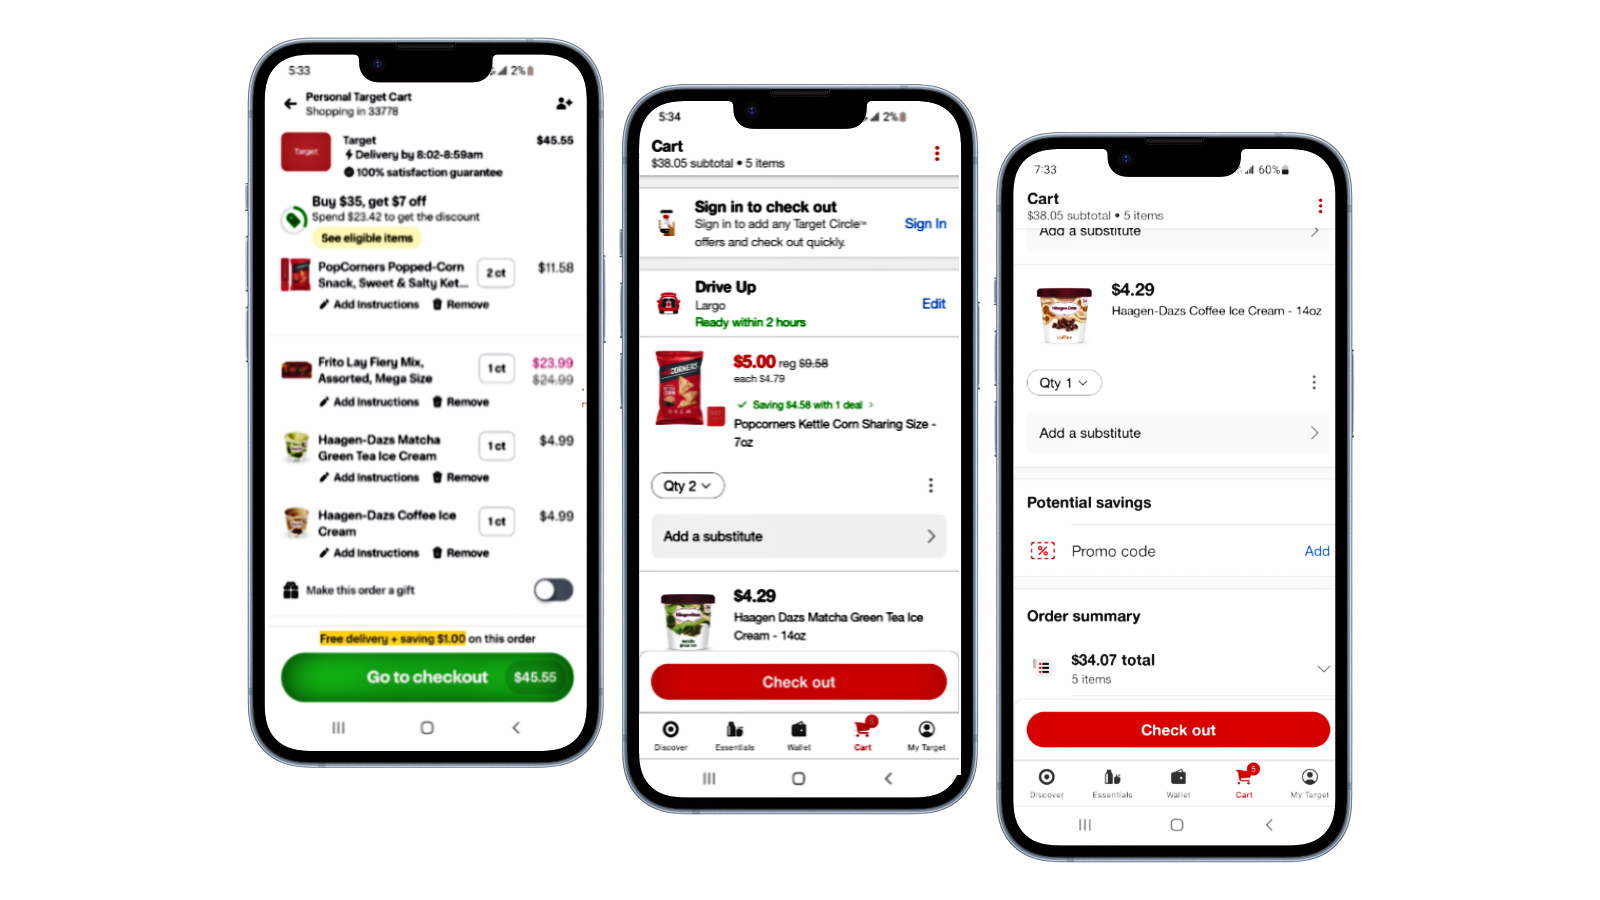 5:33
2%
Personal Target Cart
Shopping in 33778
Target
Target
$45.55
Delivery by 8:02-8:59am
100% satisfaction guarantee
Buy $35, get $7 off
Spend $23.42 to get the discount
See eligible items
PopCorners Popped-Corn
Snack, Sweet & Salty Ket...
2 ct
$11.58
Add Instructions
Remove
Frito Lay Fiery Mix,
Assorted, Mega Size
1 ct
$23.99
$24.99
Add Instructions
Remove
Haagen-Dazs Matcha
Green Tea Ice Cream
1 ct
$4.99
Add Instructions
Remove
Haagen-Dazs Coffee Ice
Cream
1 ct
$4.99
Add Instructions
Remove
Make this order a gift
Free delivery + saving $1.00 on this order
Go to checkout
$45.55
5:34
2%
Cart
$38.05 subtotal • 5 items
Sign in to check out
Sign in to add any Target Circle™
offers and check out quickly.
Sign In
Drive Up
Largo
Ready within 2 hours
Edit
CORNERS
$5.00 reg $9.58
each $4.79
Saving $4.58 with 1 deal
Popcorners Kettle Corn Sharing Size -
7oz
Qty 2
Add a substitute
$4.29
Haagen Dazs Matcha Green Tea Ice
Cream - 14oz
Check out
5
Discover
Essentials
Wallet
Cart
My Target
7:33
60%
Cart
$38.05 subtotal • 5 items
Add a substitute
$4.29
Haagen-Dazs Coffee Ice Cream - 14oz
coffee
Qty 1
Add a substitute
Potential savings
%
Promo code
Add
Order summary
$34.07 total
5 items
Check out
5
Discover
Essentials
Wallet
Cart
My Target